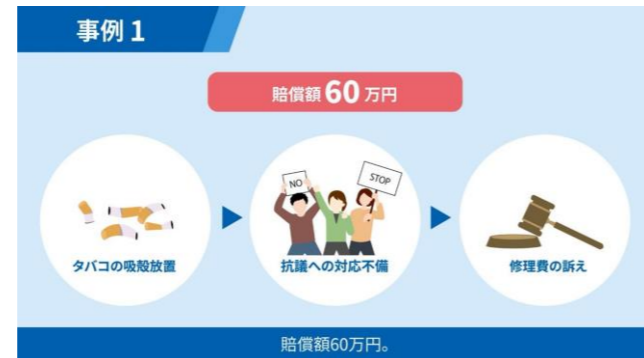 事例 1
賠償額 60 万円
NO
STOP
タバコの吸殻放置
抗議への対応不備
修理費の訴え
賠償額60万円。